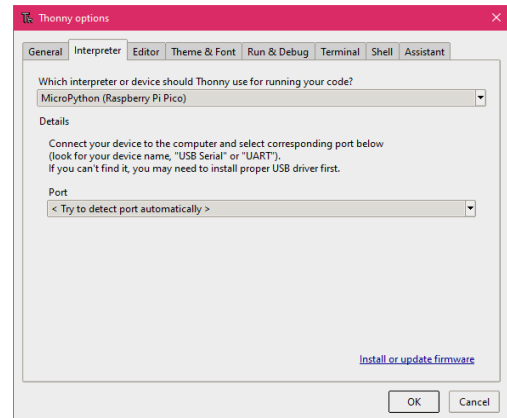 Thonny options
General Interpreter Editor Theme & Font Run & Debug Terminal Shell Assistant
Which interpreter or device should Thonny use for running your code?
MicroPython (Raspberry Pi Pico)
Details
Connect your device to the computer and select corresponding port below
(look for your device name, "USB Serial" or "UART").
If you can't find it, you may need to install proper USB driver first.
Port
< Try to detect port automatically >
Install or update firmware
OK Cancel